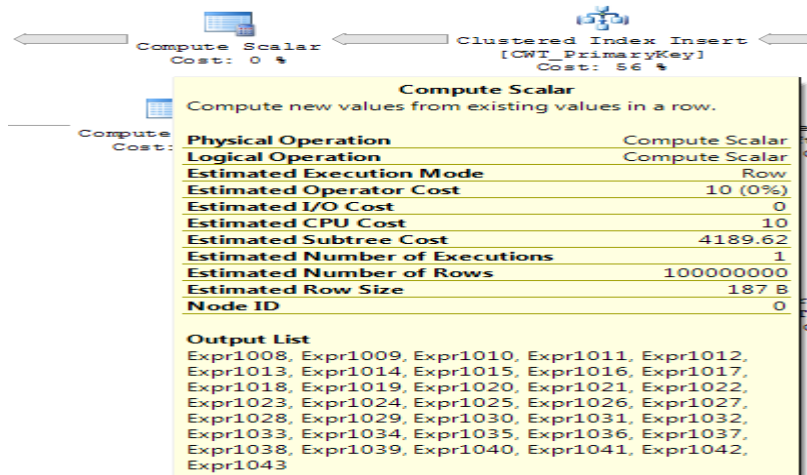 Compute Scalar
Cost: 0 %
Clustered Index Insert
[CWT_PrimaryKey]
Cost: 56 %
Compute
Cost:
Compute Scalar
Compute new values from existing values in a row.
Physical Operation Compute Scalar
Logical Operation Compute Scalar
Estimated Execution Mode Row
Estimated Operator Cost 10 (0%)
Estimated I/O Cost 0
Estimated CPU Cost 10
Estimated Subtree Cost 4189.62
Estimated Number of Executions 1
Estimated Number of Rows 100000000
Estimated Row Size 187 B
Node ID 0
Output List
Expr1008, Expr1009, Expr1010, Expr1011, Expr1012,
Expr1013, Expr1014, Expr1015, Expr1016, Expr1017,
Expr1018, Expr1019, Expr1020, Expr1021, Expr1022,
Expr1023, Expr1024, Expr1025, Expr1026, Expr1027,
Expr1028, Expr1029, Expr1030, Expr1031, Expr1032,
Expr1033, Expr1034, Expr1035, Expr1036, Expr1037,
Expr1038, Expr1039, Expr1040, Expr1041, Expr1042,
Expr1043